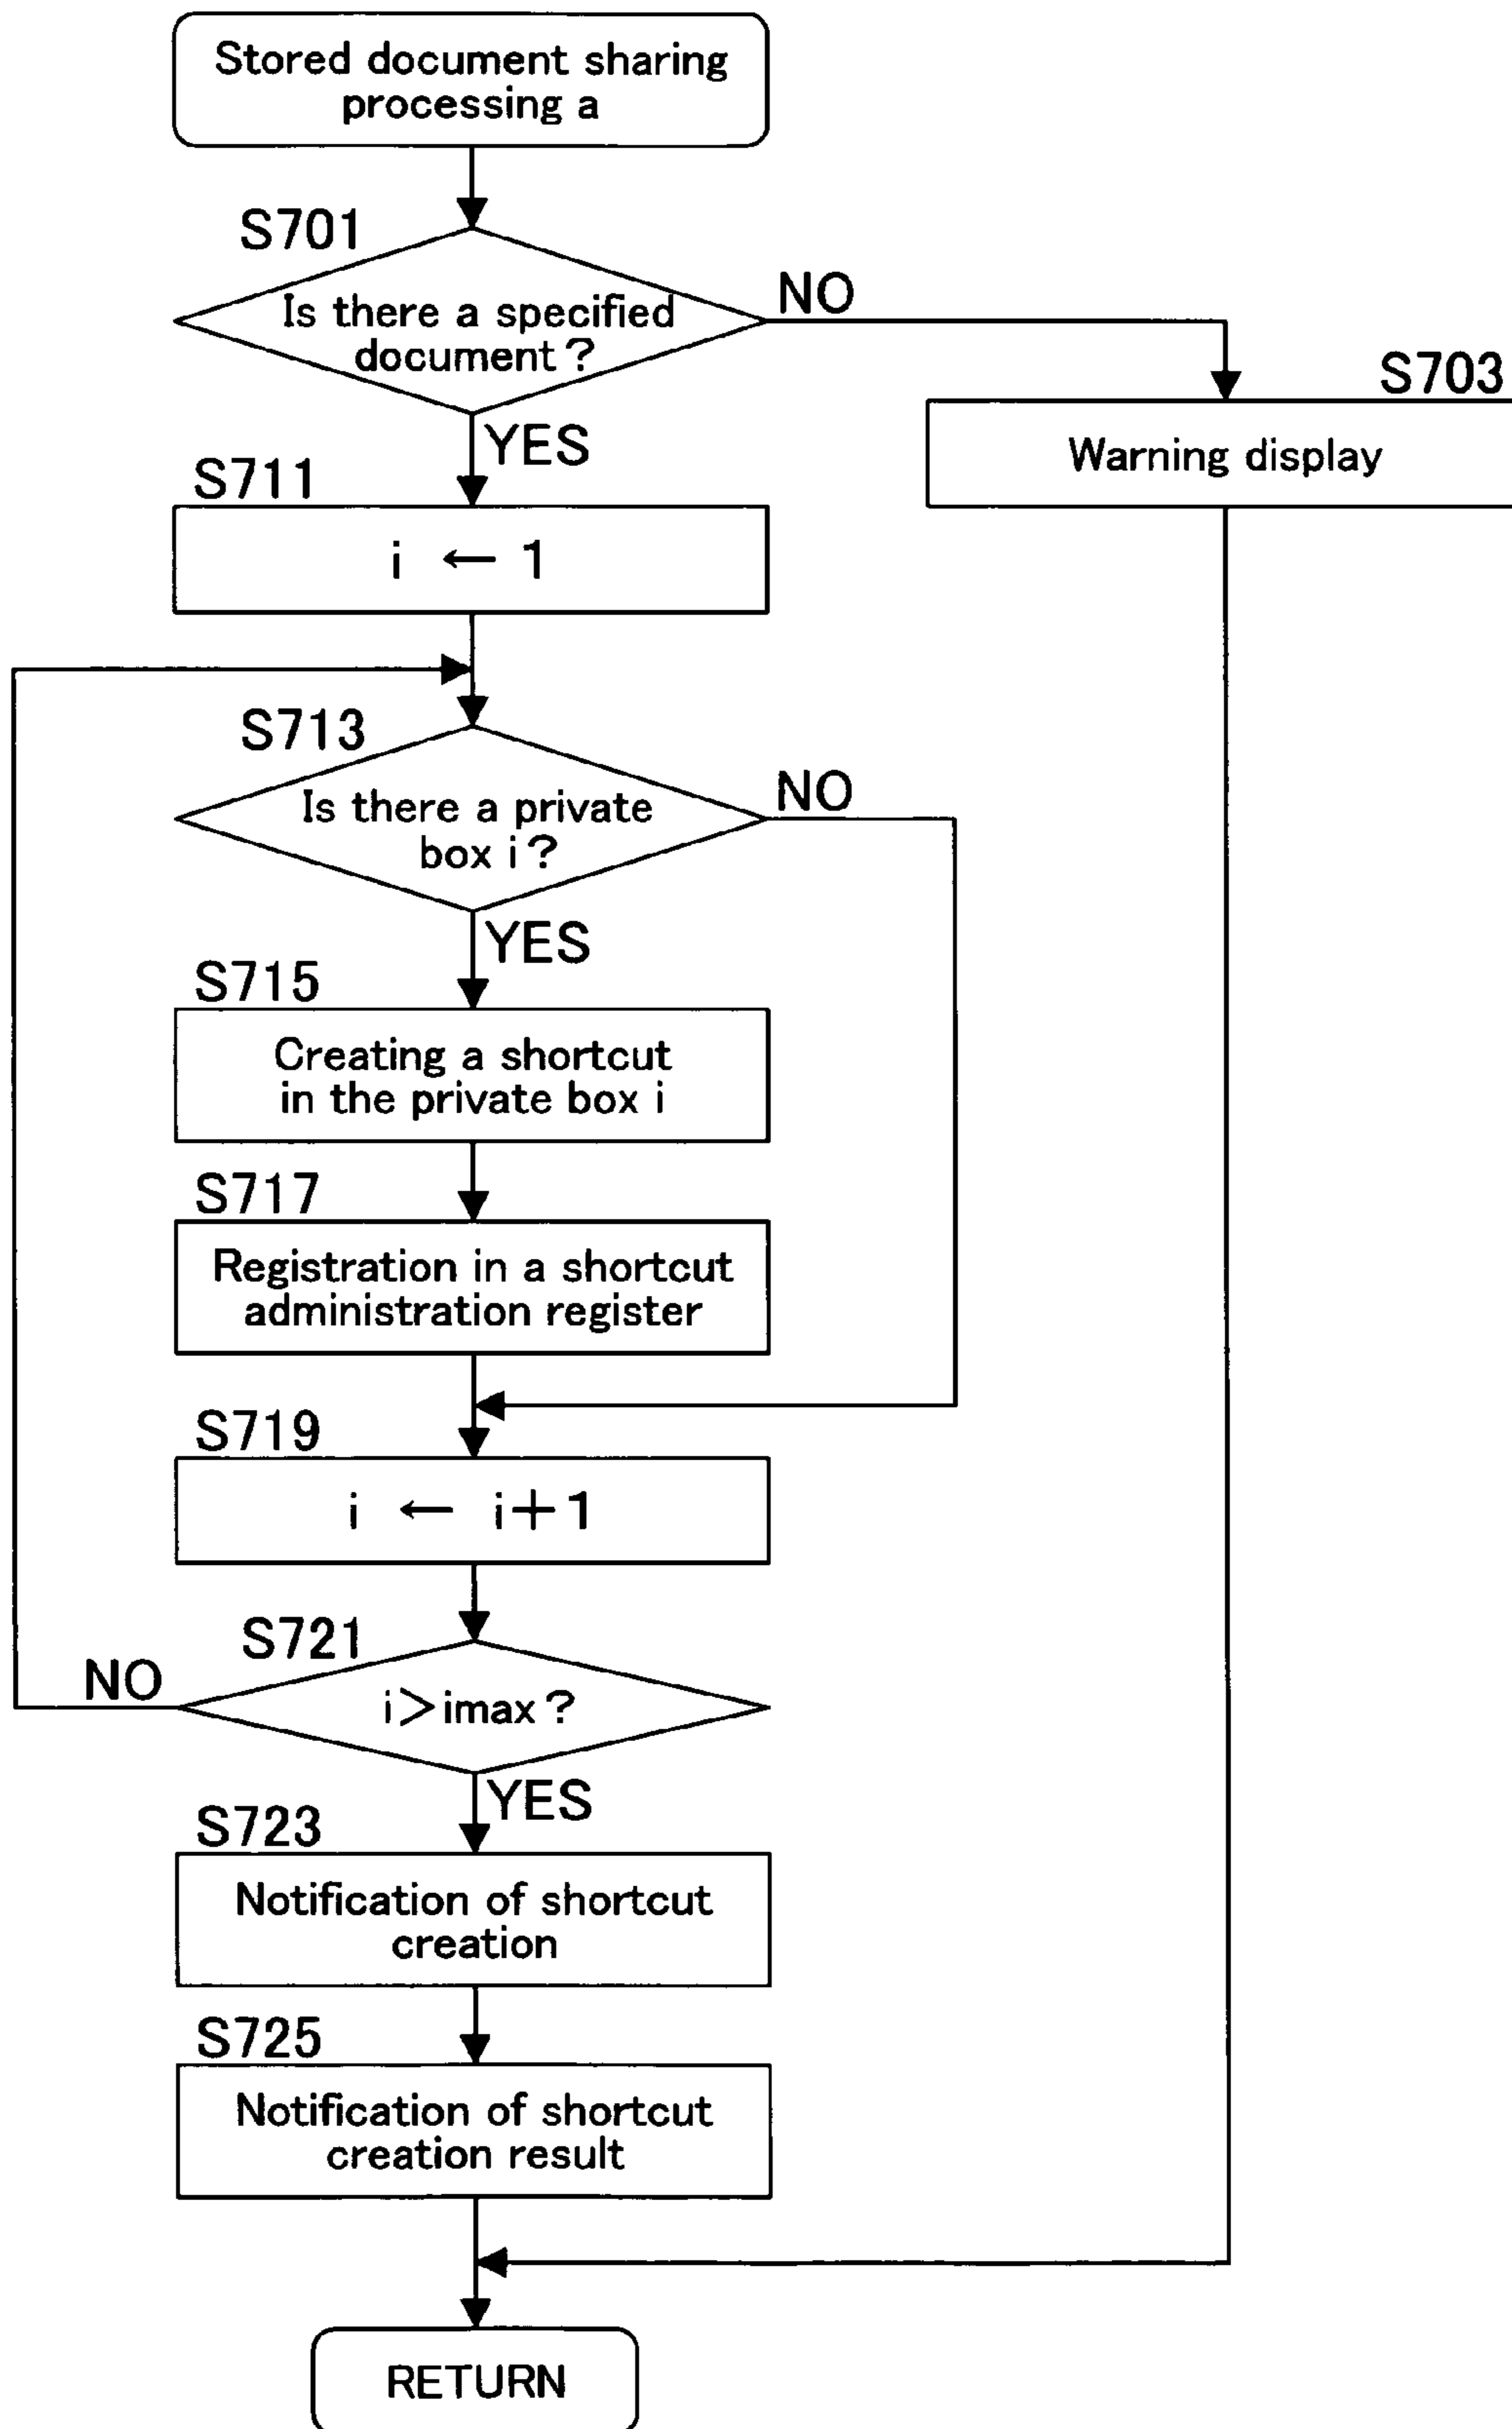 Stored document sharing
processing a
S701
Is there a specified
document?
NO
YES
S703
Warning display
S711
i ← 1
S713
Is there a private
box i?
NO
YES
S715
Creating a shortcut
in the private box i
S717
Registration in a shortcut
administration register
S719
i ← i+1
S721
NO
i>imax?
YES
S723
Notification of shortcut
creation
S725
Notification of shortcut
creation result
RETURN